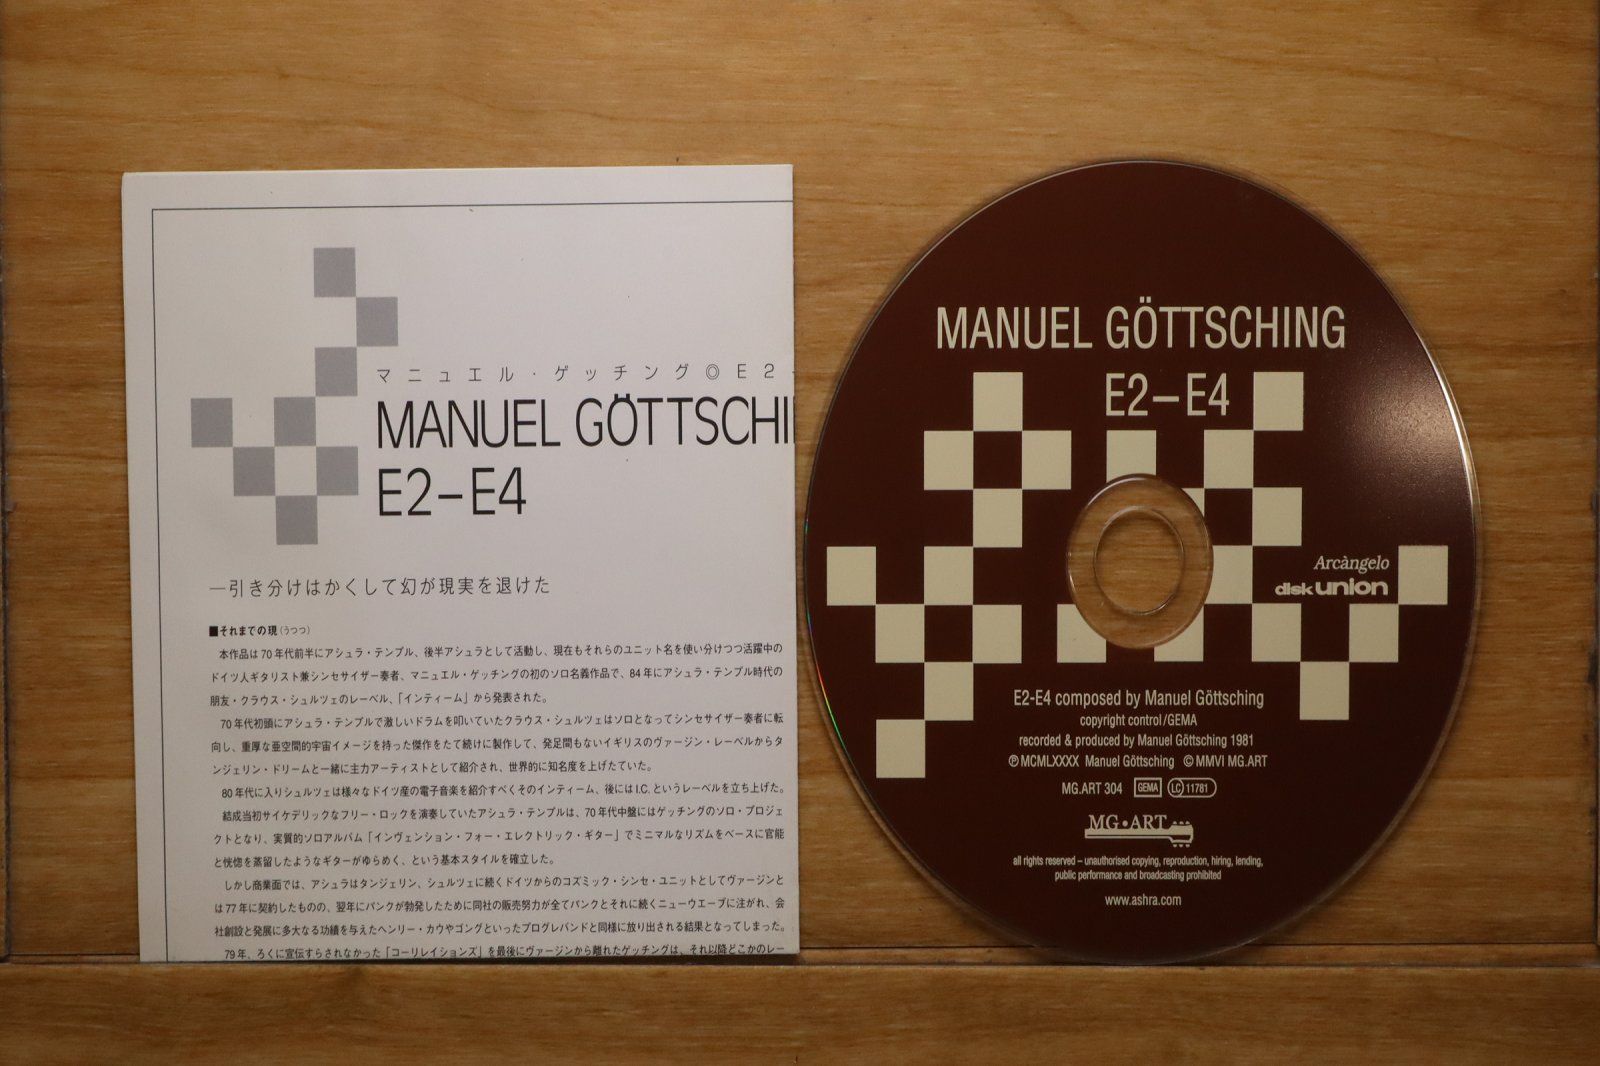 マニュエル・ゲッチング◎E2
MANUEL GÖTTSCHI
E2–E4
―引き分けはかくして幻が現実を退けた
■それまでの現(うつつ)
本作品は70年代前半にアシュラ・テンプル、後半アシュラとして活動し、現在もそれらのユニット名を使い分けつつ活躍中の
ドイツ人ギタリスト兼シンセサイザー奏者、マニュエル・ゲッチングの初のソロ名義作品で、84年にアシュラ・テンプル時代の
朋友・クラウス・シュルツェのレーベル、「インティーム」から発表された。
70年代初頭にアシュラ・テンプルで激しいドラムを叩いていたクラウス・シュルツェはソロとなってシンセサイザー奏者に転
向し、重厚な亜空間的宇宙イメージを持った傑作をたて続けに製作して、発足間もないイギリスのヴァージン・レーベルからタ
ンジェリン・ドリームと一緒に主力アーティストとして紹介され、世界的に知名度を上げたていた。
80年代に入りシュルツェは様々なドイツ産の電子音楽を紹介すべくそのインティーム、後にはI.C.というレーベルを立ち上げた。
結成当初サイケデリックなフリー・ロックを演奏していたアシュラ・テンプルは、70年代中盤にはゲッチングのソロ・プロジェ
クトとなり、実質的ソロアルバム「インヴェンション・フォー・エレクトリック・ギター」でミニマルなリズムをベースに官能
と恍惚を蒸留したようなギターがゆらめく、という基本スタイルを確立した。
しかし商業面では、アシュラはタンジェリン、シュルツェに続くドイツからのコズミック・シンセ・ユニットとしてヴァージンと
は77年に契約したものの、翌年にパンクが勃発したために同社の販売努力が全てパンクとそれに続くニューウエーブに注がれ、会
社創設と発展に多大なる功績を与えたヘンリー・カウやゴングといったプログレバンドと同様に放り出される結果となってしまった。
79年、ろくに宣伝すらされなかった「コーリレイションズ」を最後にヴァージンから離れたゲッチングは、それ以降どこかのレー
MANUEL GÖTTSCHING
E2–E4
Arcàngelo
disk union
E2-E4 composed by Manuel Göttsching
copyright control/GEMA
recorded & produced by Manuel Göttsching 1981
℗ MCMLXXXX Manuel Göttsching © MMVI MG.ART
MG.ART 304 GEMA LC 11781
MG•ART
all rights reserved – unauthorised copying, reproduction, hiring, lending,
public performance and broadcasting prohibited
www.ashra.com